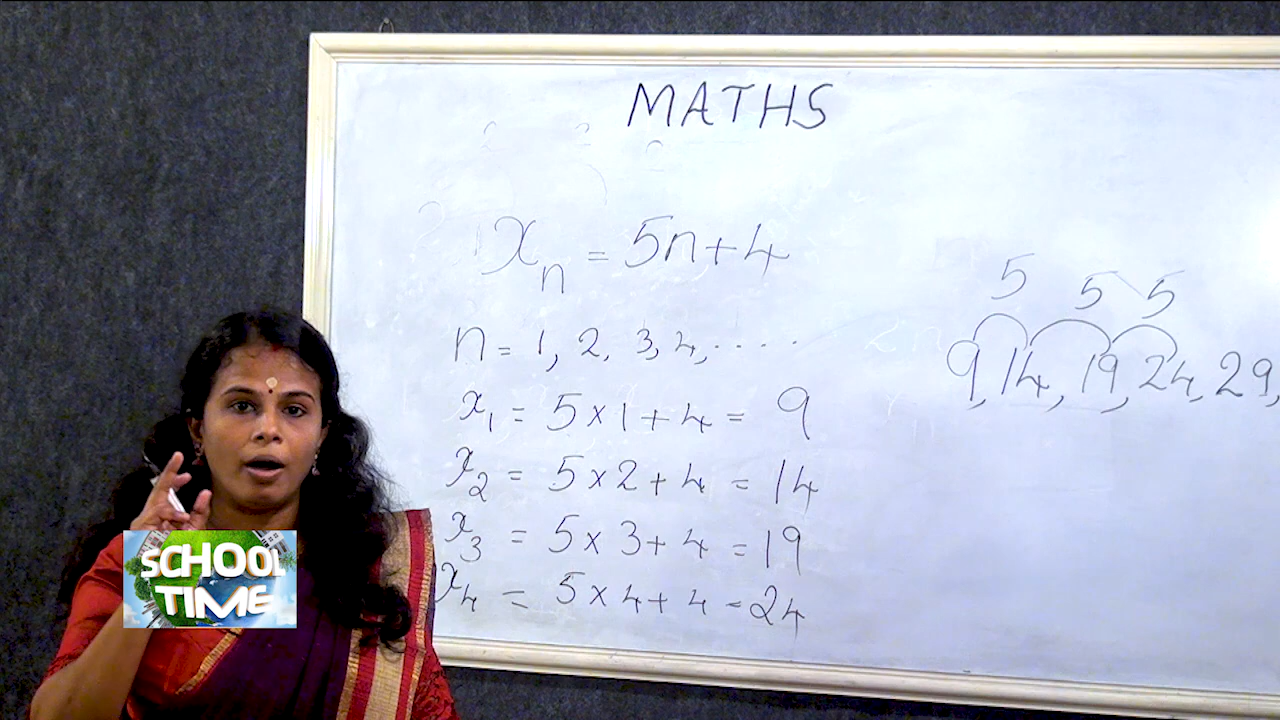 MATHS
xₙ = 5n+4
n = 1, 2, 3, 4, ....
x₁ = 5×1+4 = 9
x₂ = 5×2+4 = 14
x₃ = 5×3+4 = 19
x₄ = 5×4+4 = 24
5 5 5
9, 14, 19, 24, 29,
SCHOOL
TIME